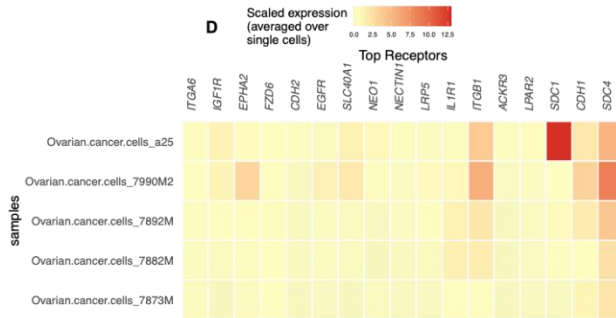 D
Scaled expression
(averaged over
single cells)
0.0 2.5 5.0 7.5 10.0 12.5
Top Receptors
ITGA6 IGF1R EPHA2 FZD6 CDH2 EGFR SLC40A1 NEO1 NECTIN1 LRP5 IL1R1 ITGB1 ACKR3 LPAR2 SDC1 CDH1 SDC4
samples
Ovarian.cancer.cells_a25
Ovarian.cancer.cells_7990M2
Ovarian.cancer.cells_7892M
Ovarian.cancer.cells_7882M
Ovarian.cancer.cells_7873M